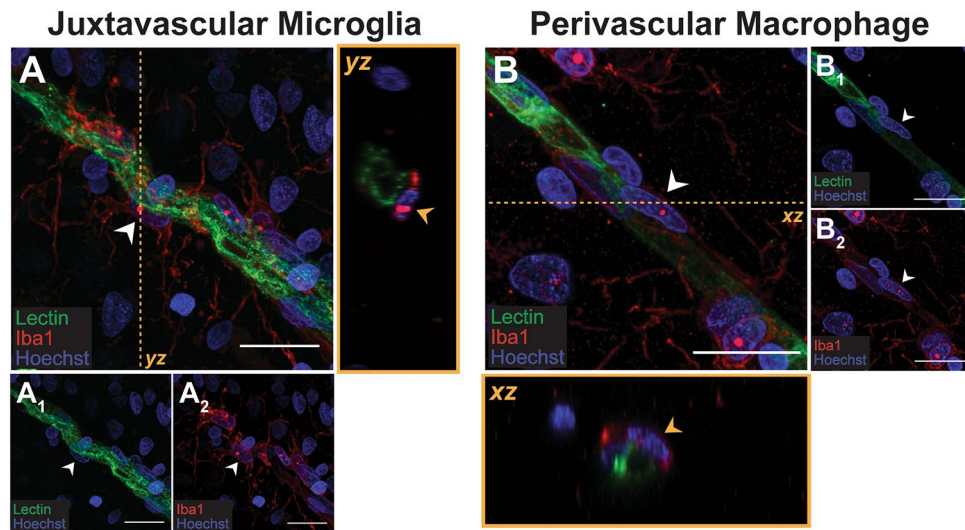 Juxtavascular Microglia
A
yz
Lectin
Iba1
Hoechst
yz
A1
Lectin
Hoechst
A2
Iba1
Hoechst
Perivascular Macrophage
B
xz
Lectin
Iba1
Hoechst
B1
Lectin
Hoechst
B2
Iba1
Hoechst
xz